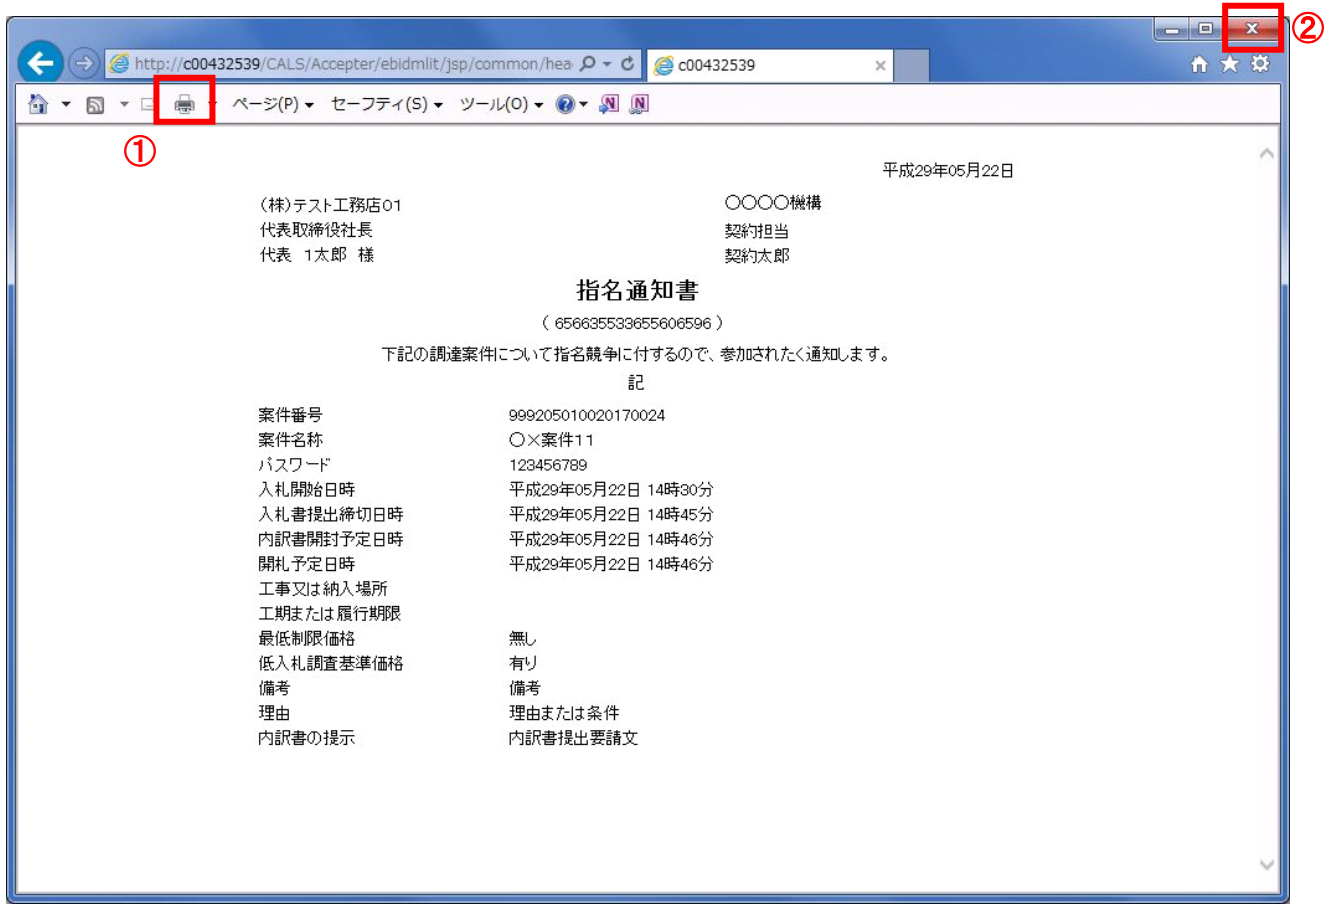 ②
http://c00432539/CALS/Accepter/ebidmlit/jsp/common/hea
c00432539
ページ(P) セーフティ(S) ツール(O)
①
平成29年05月22日
(株)テスト工務店01
代表取締役社長
代表 1太郎 様
〇〇〇〇機構
契約担当
契約太郎
指名通知書
( 656635533655606596 )
下記の調達案件について指名競争に付するので、参加されたく通知します。
記
案件番号 999205010020170024
案件名称 〇×案件11
パスワード 123456789
入札開始日時 平成29年05月22日 14時30分
入札書提出締切日時 平成29年05月22日 14時45分
内訳書開封予定日時 平成29年05月22日 14時46分
開札予定日時 平成29年05月22日 14時46分
工事又は納入場所
工期または履行期限
最低制限価格 無し
低入札調査基準価格 有り
備考 備考
理由 理由または条件
内訳書の提示 内訳書提出要請文